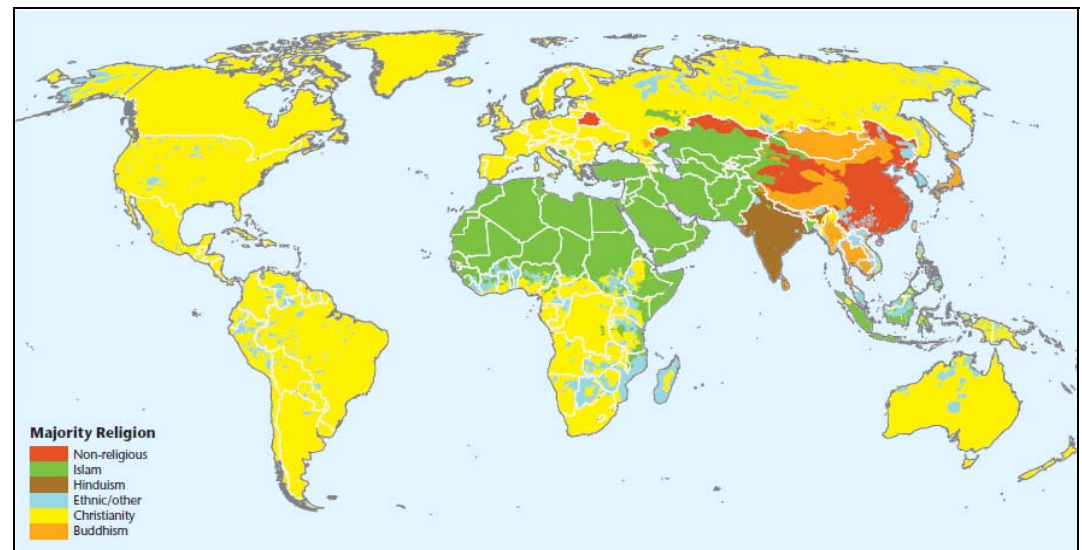 Majority Religion
Non-religious
Islam
Hinduism
Ethnic/other
Christianity
Buddhism